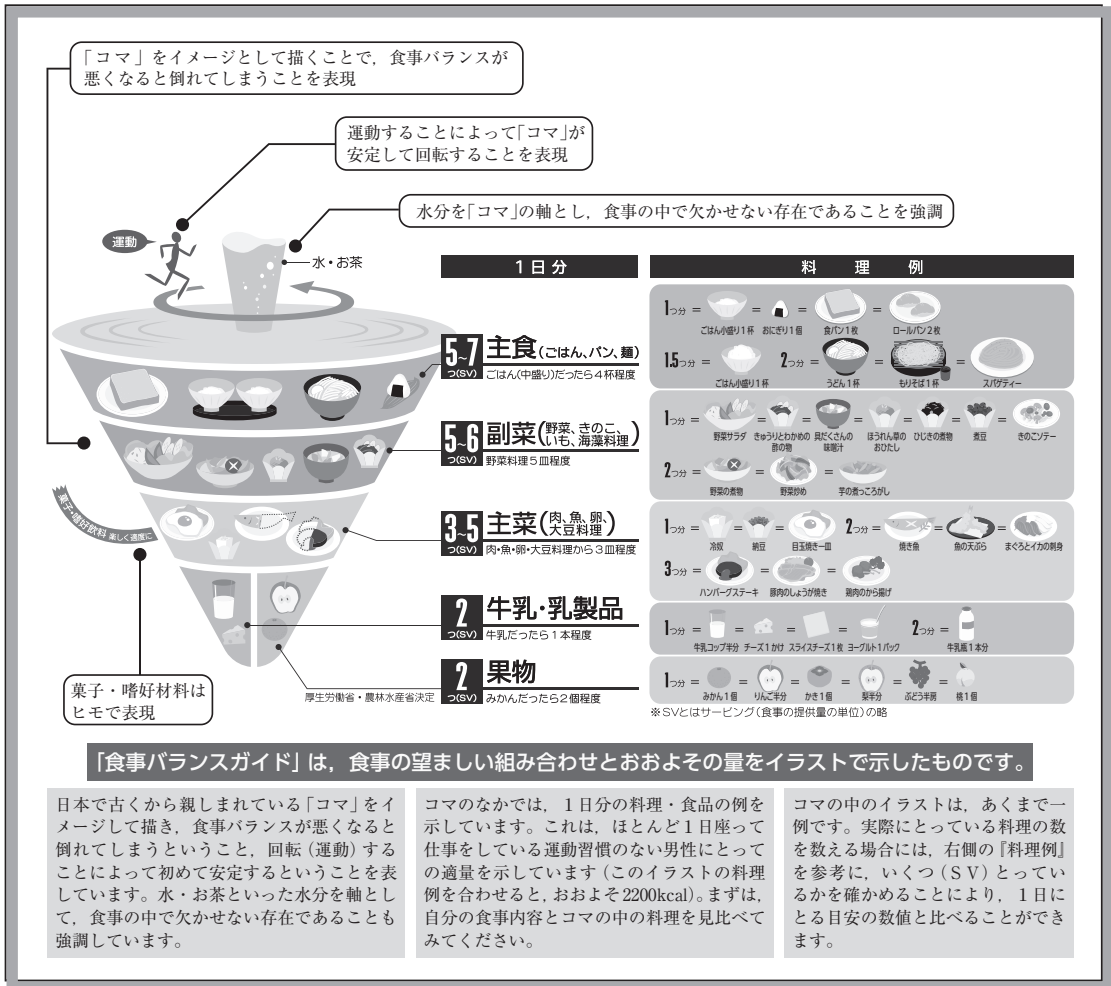 「コマ」をイメージとして描くことで，食事バランスが
悪くなると倒れてしまうことを表現
運動することによって「コマ」が
安定して回転することを表現
水分を「コマ」の軸とし，食事の中で欠かせない存在であることを強調
運動
水・お茶
菓子・嗜好飲料 楽しく適度に
菓子・嗜好材料は
ヒモで表現
1日分
5~7 つ(SV) 主食(ごはん、パン、麺)
ごはん(中盛り)だったら4杯程度
5~6 つ(SV) 副菜(野菜、きのこ、いも、海藻料理)
野菜料理5皿程度
3~5 つ(SV) 主菜(肉、魚、卵、大豆料理)
肉・魚・卵・大豆料理から3皿程度
2 つ(SV) 牛乳・乳製品
牛乳だったら1本程度
2 つ(SV) 果物
みかんだったら2個程度
厚生労働省・農林水産省決定
料理例
1つ分 = ごはん小盛り1杯 = おにぎり1個 = 食パン1枚 = ロールパン2枚
1.5つ分 = ごはん小盛り1杯 2つ分 = うどん1杯 = もりそば1杯 = スパゲティー
1つ分 = 野菜サラダ = きゅうりとわかめの酢の物 = 具だくさんの味噌汁 = ほうれん草のおひたし = ひじきの煮物 = 煮豆 = きのこソテー
2つ分 = 野菜の煮物 = 野菜炒め = 芋の煮っころがし
1つ分 = 冷奴 = 納豆 = 目玉焼き一皿 2つ分 = 焼き魚 = 魚の天ぷら = まぐろとイカの刺身
3つ分 = ハンバーグステーキ = 豚肉のしょうが焼き = 鶏肉のから揚げ
1つ分 = 牛乳コップ半分 = チーズ1かけ = スライスチーズ1枚 = ヨーグルト1パック 2つ分 = 牛乳瓶1本分
1つ分 = みかん1個 = りんご半分 = かき1個 = 梨半分 = ぶどう半房 = 桃1個
※SVとはサービング(食事の提供量の単位)の略
「食事バランスガイド」は，食事の望ましい組み合わせとおおよその量をイラストで示したものです。
日本で古くから親しまれている「コマ」をイ
メージして描き，食事バランスが悪くなると
倒れてしまうということ，回転（運動）する
ことによって初めて安定するということを表
しています。水・お茶といった水分を軸とし
て，食事の中で欠かせない存在であることも
強調しています。
コマのなかでは，1日分の料理・食品の例を
示しています。これは，ほとんど1日座って
仕事をしている運動習慣のない男性にとって
の適量を示しています（このイラストの料理
例を合わせると，おおよそ2200kcal）。まずは，
自分の食事内容とコマの中の料理を見比べて
みてください。
コマの中のイラストは，あくまで一
例です。実際にとっている料理の数
を数える場合には，右側の『料理例』
を参考に，いくつ（SV）とってい
るかを確かめることにより，1日に
とる目安の数値と比べることができ
ます。